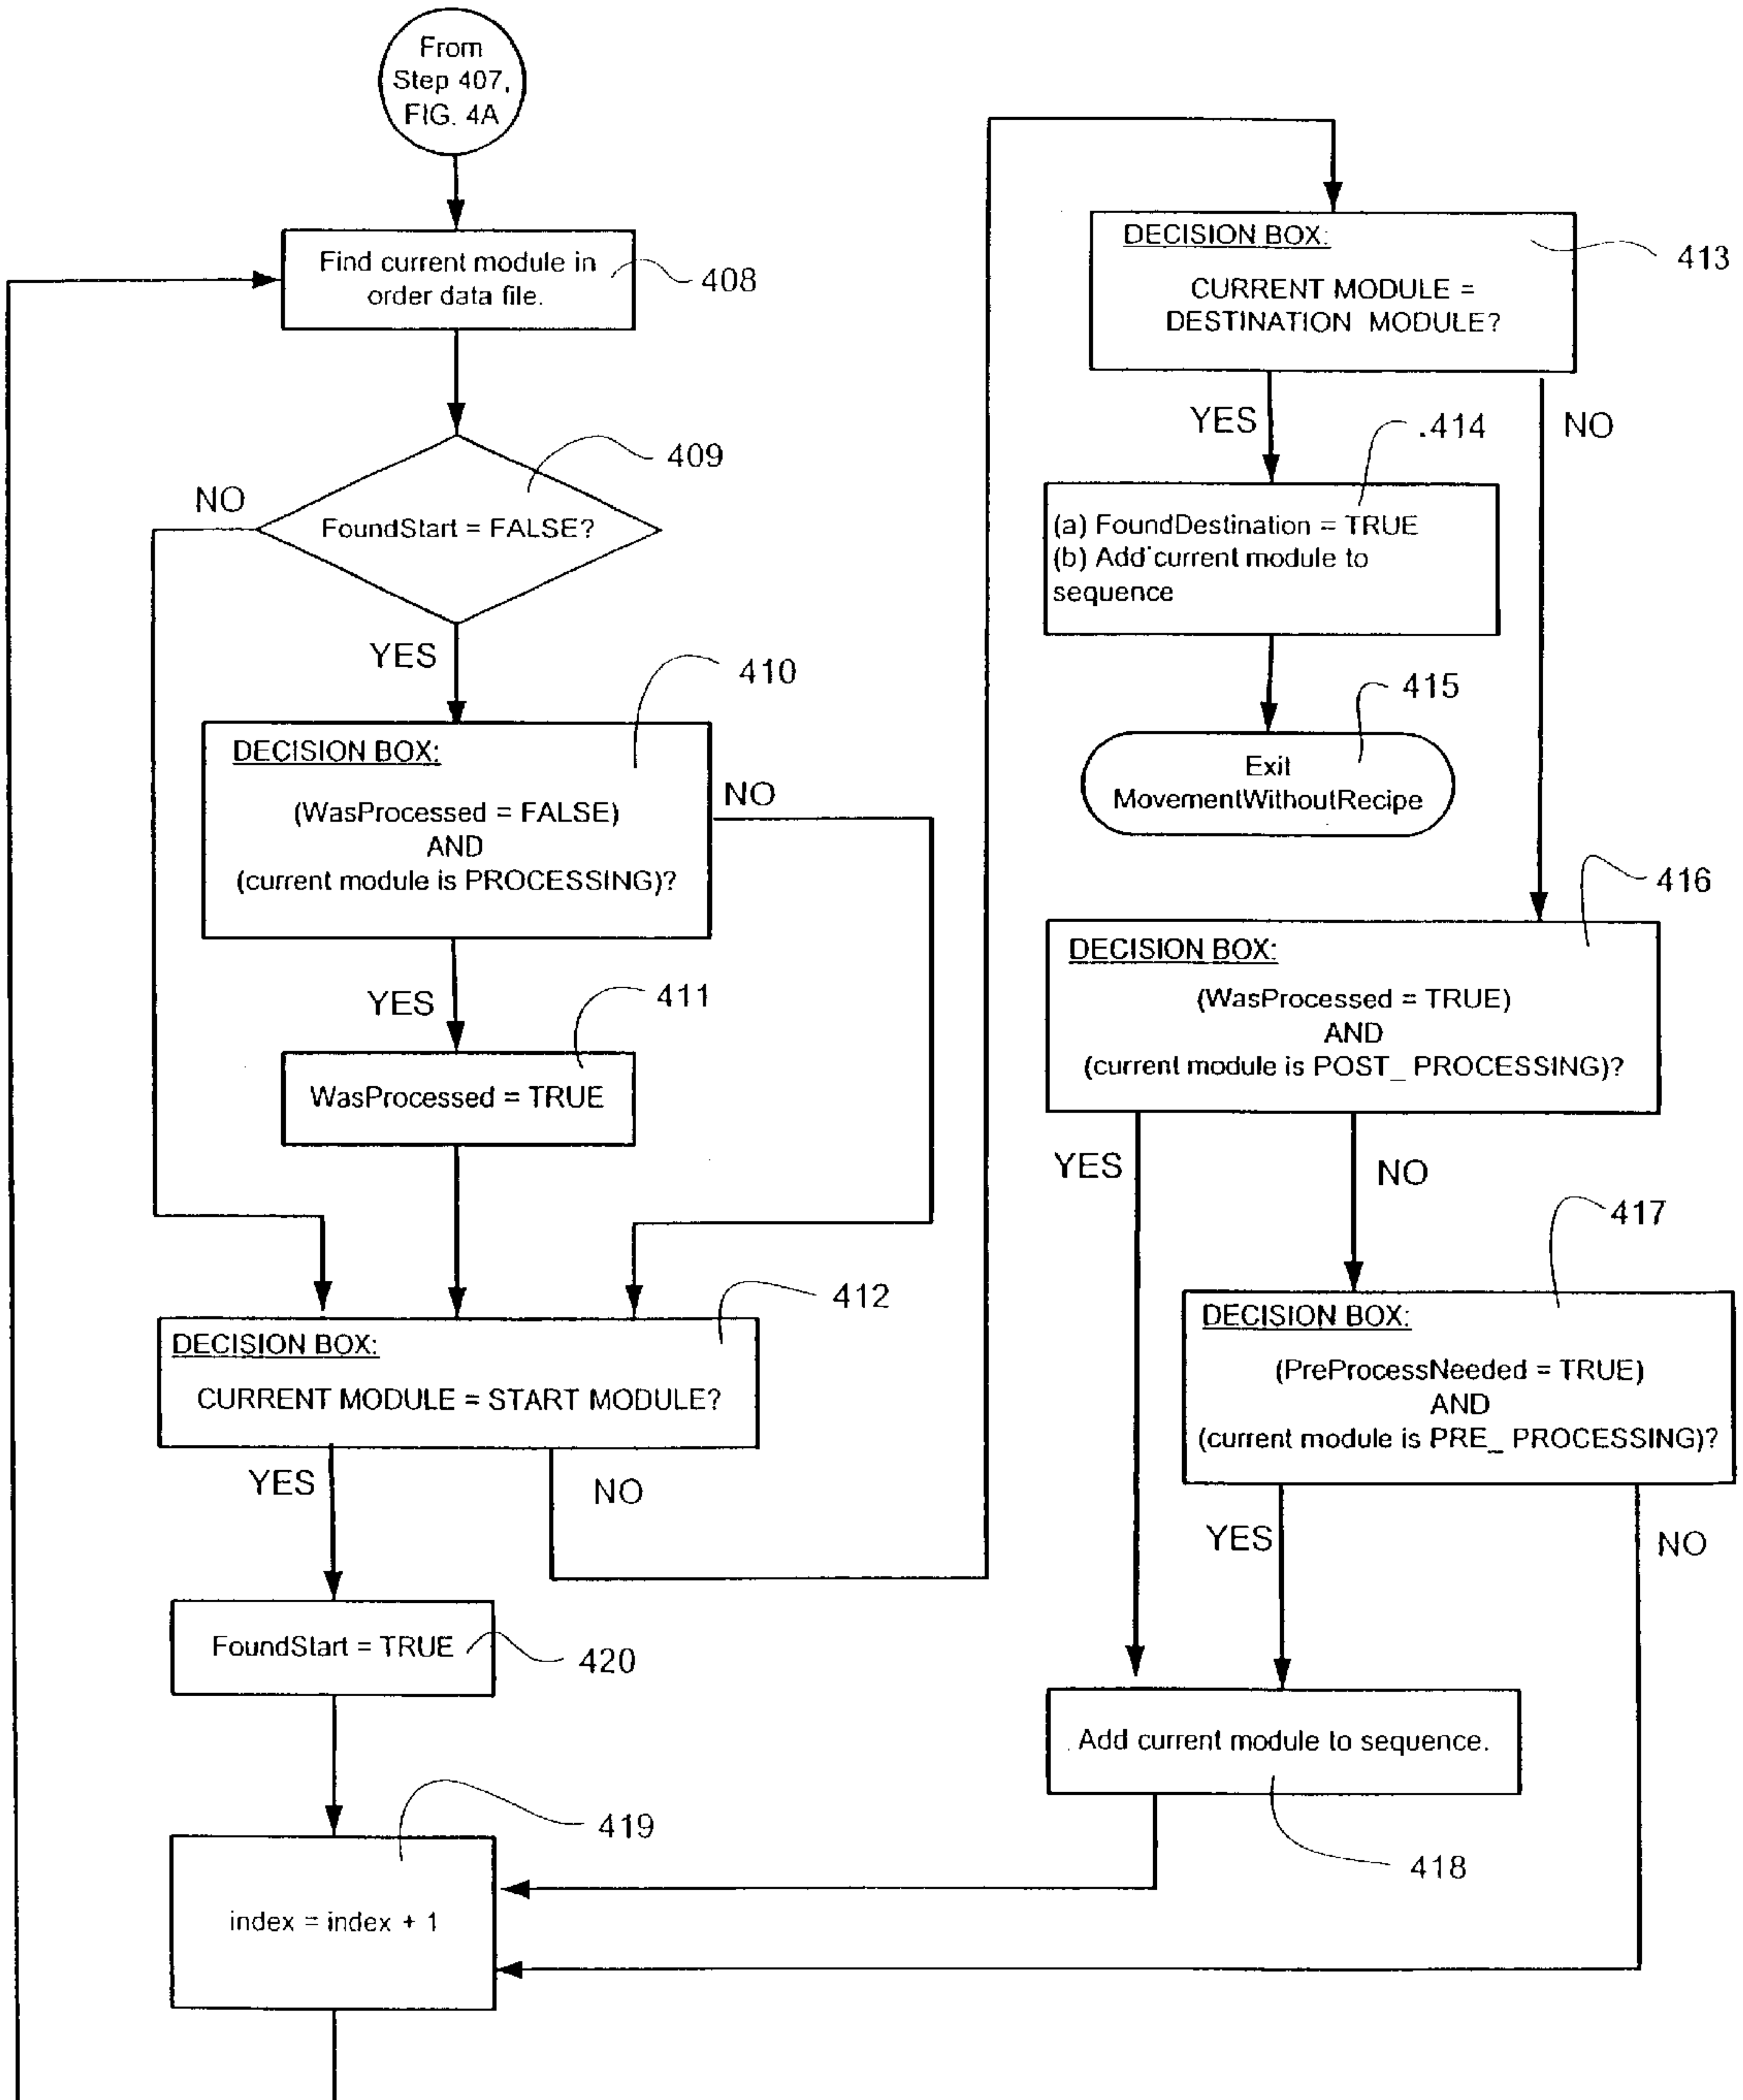 From
Step 407,
FIG. 4A
Find current module in
order data file.
408
409
NO
FoundStart = FALSE?
YES
410
DECISION BOX:
(WasProcessed = FALSE)
AND
(current module is PROCESSING)?
NO
YES
411
WasProcessed = TRUE
412
DECISION BOX:
CURRENT MODULE = START MODULE?
YES
NO
FoundStart = TRUE
420
419
index = index + 1
DECISION BOX:
413
CURRENT MODULE =
DESTINATION MODULE?
YES
NO
.414
(a) FoundDestination = TRUE
(b) Add current module to
sequence
415
Exit
MovementWithoutRecipe
416
DECISION BOX:
(WasProcessed = TRUE)
AND
(current module is POST_ PROCESSING)?
YES
NO
417
DECISION BOX:
(PreProcessNeeded = TRUE)
AND
(current module is PRE_ PROCESSING)?
YES
NO
Add current module to sequence.
418